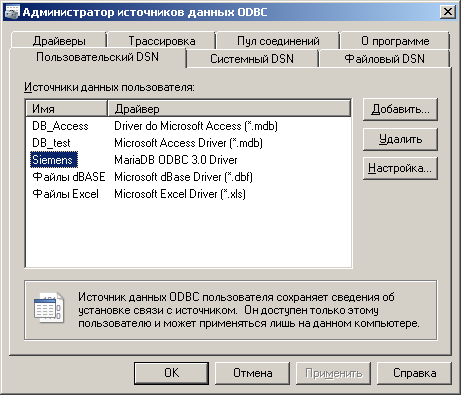 Администратор источников данных ODBC
Драйверы Трассировка Пул соединений О программе
Пользовательский DSN Системный DSN Файловый DSN
Источники данных пользователя:
Имя Драйвер
DB_Access Driver do Microsoft Access (*.mdb)
DB_test Microsoft Access Driver (*.mdb)
Siemens MariaDB ODBC 3.0 Driver
Файлы dBASE Microsoft dBase Driver (*.dbf)
Файлы Excel Microsoft Excel Driver (*.xls)
Добавить...
Удалить
Настройка...
Источник данных ODBC пользователя сохраняет сведения об
установке связи с источником. Он доступен только этому
пользователю и может применяться лишь на данном компьютере.
OK Отмена Применить Справка